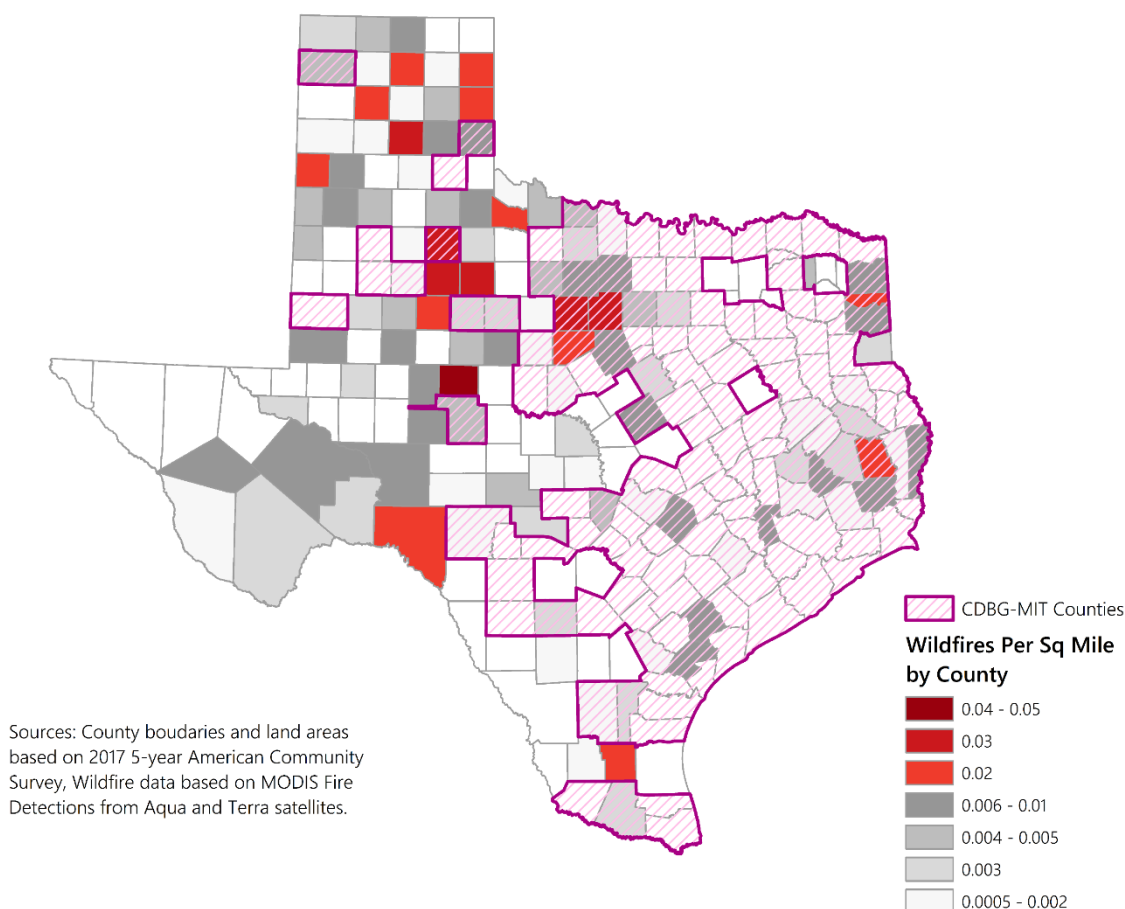 CDBG-MIT Counties
Wildfires Per Sq Mile
by County
0.04 - 0.05
0.03
0.02
0.006 - 0.01
0.004 - 0.005
0.003
0.0005 - 0.002
Sources: County boudaries and land areas
based on 2017 5-year American Community
Survey, Wildfire data based on MODIS Fire
Detections from Aqua and Terra satellites.